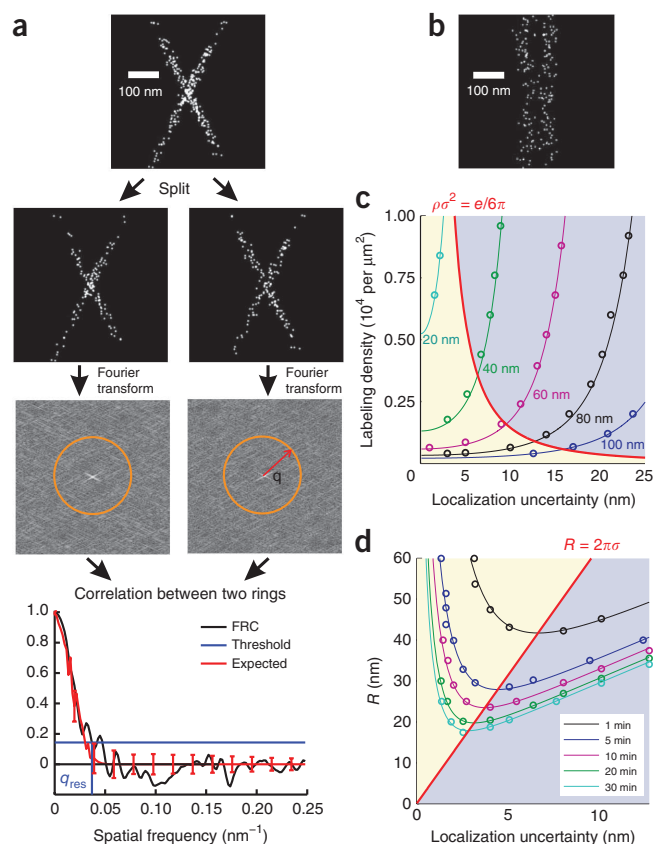 a
100 nm
Split
Fourier
transform
Fourier
transform
q
Correlation between two rings
1.0
0.8
0.6
0.4
0.2
0
FRC
Threshold
Expected
qres
0
0.05
0.10
0.15
0.20
0.25
Spatial frequency (nm⁻¹)
b
100 nm
c
ρσ² = e/6π
Labeling density (10⁴ per μm²)
1.00
0.75
0.50
0.25
20 nm
40 nm
60 nm
80 nm
100 nm
0
5
10
15
20
25
Localization uncertainty (nm)
d
R = 2πσ
R (nm)
60
50
40
30
20
10
0
1 min
5 min
10 min
20 min
30 min
0
5
10
Localization uncertainty (nm)